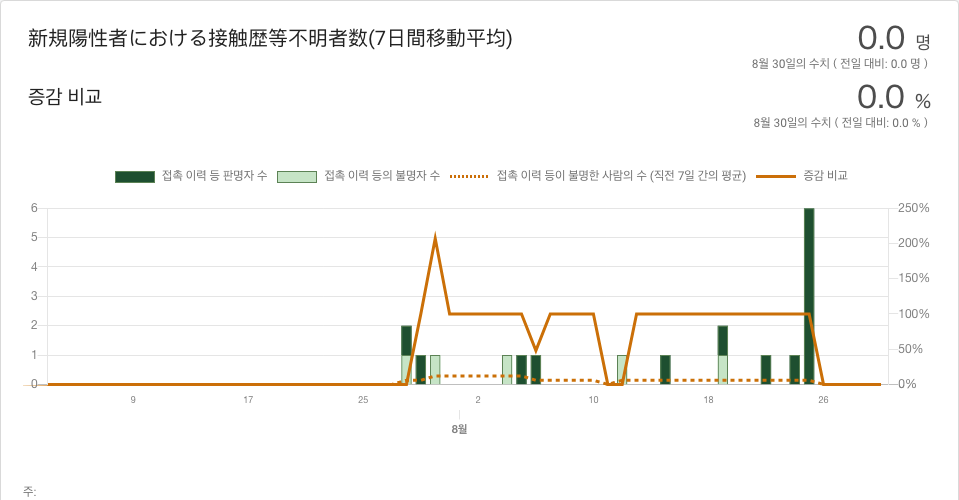 新規陽性者における接触歴等不明者数(7日間移動平均)
0.0 명
8월 30일의 수치 ( 전일 대비: 0.0 명 )
증감 비교
0.0 %
8월 30일의 수치 ( 전일 대비: 0.0 % )
접촉 이력 등 판명자 수 접촉 이력 등의 불명자 수 접촉 이력 등이 불명한 사람의 수 (직전 7일 간의 평균) 증감 비교
6 250%
5 200%
4 150%
3 100%
2 50%
1 0%
0
9 17 25 2 10 18 26
8월
주: